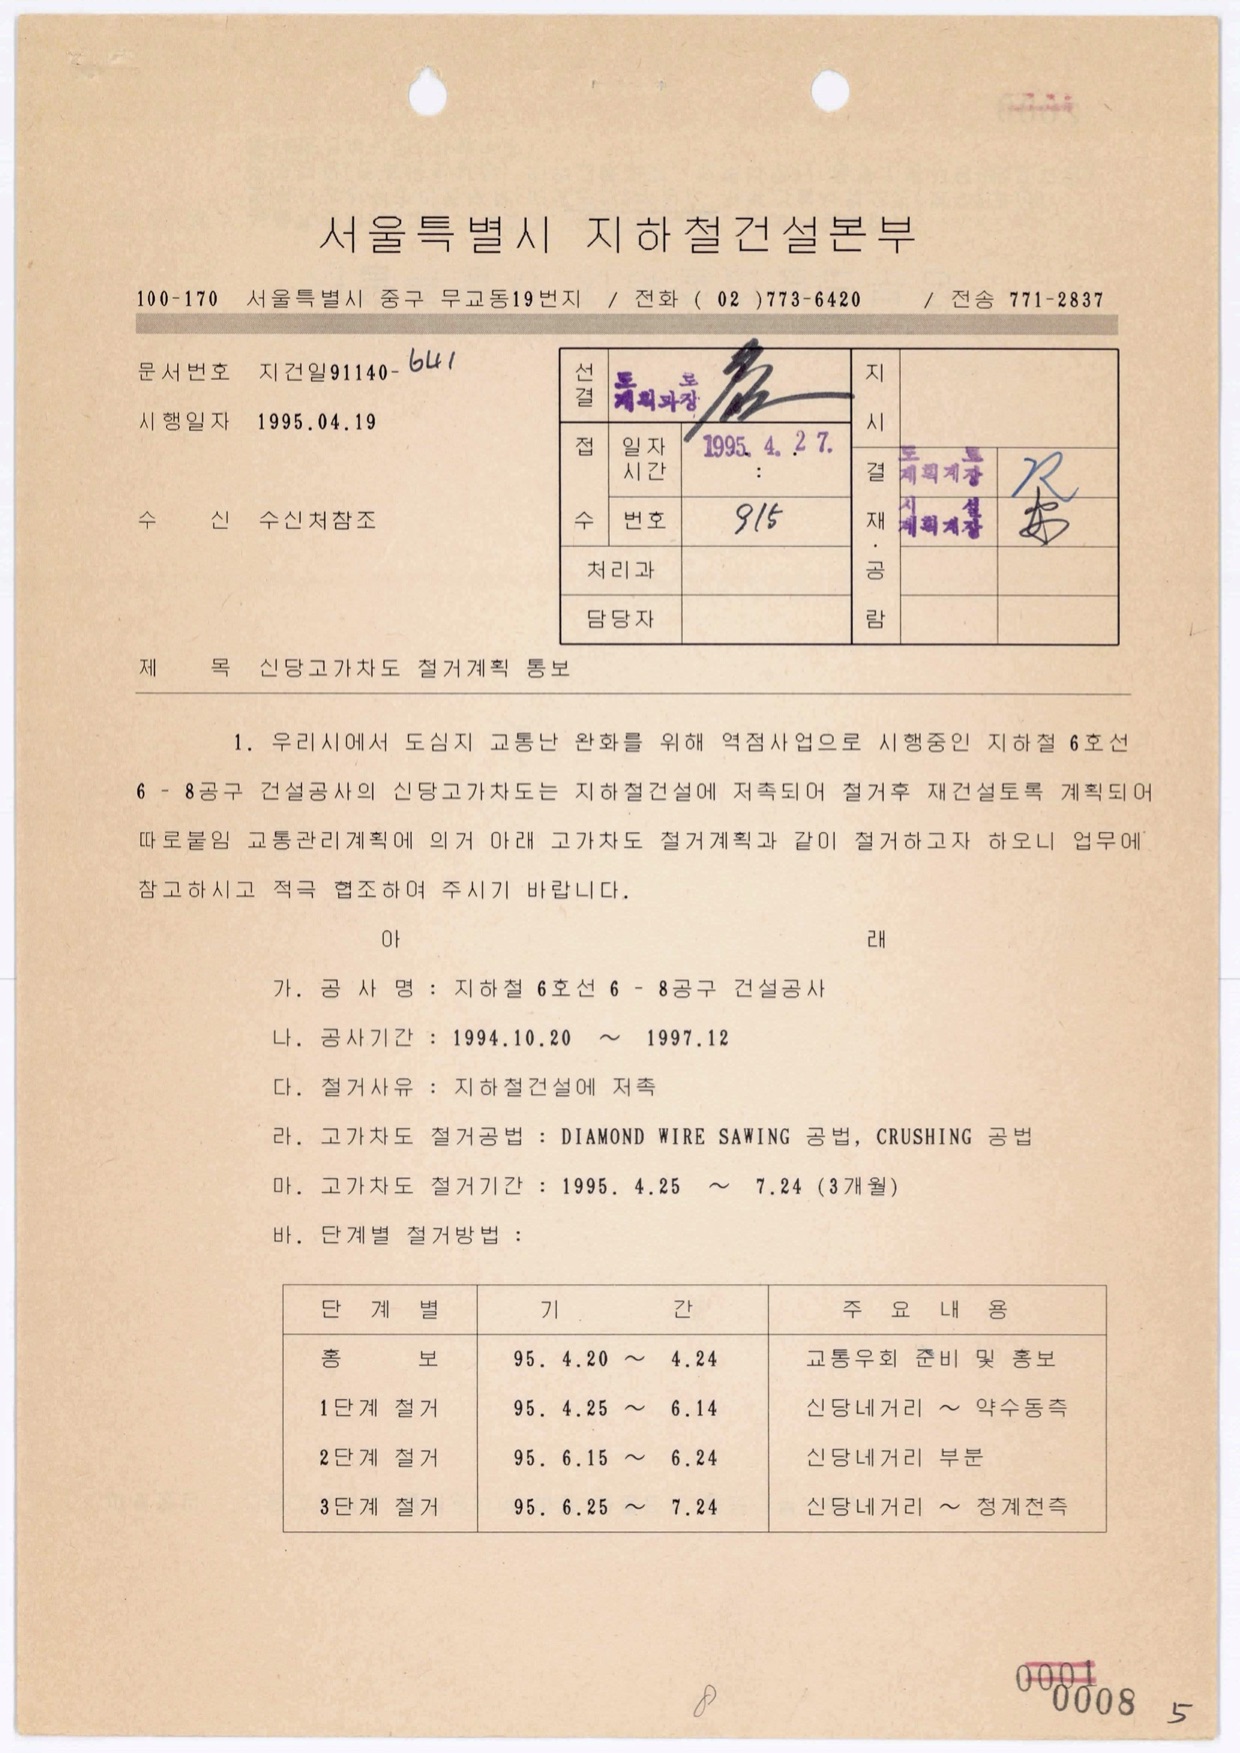 서울특별시 지하철건설본부
100-170 서울특별시 중구 무교동19번지 / 전화 ( 02 )773-6420 / 전송 771-2837
문서번호 지건일91140-641
시행일자 1995.04.19
수 신 수신처참조
선결 도로계획과장
지시
접수 일자 시간 1995. 4. 27. :
번호 915
처리과
담당자
결재·공람
도로계획계장
시설계획계장
제 목 신당고가차도 철거계획 통보
1. 우리시에서 도심지 교통난 완화를 위해 역점사업으로 시행중인 지하철 6호선
6 - 8공구 건설공사의 신당고가차도는 지하철건설에 저촉되어 철거후 재건설토록 계획되어
따로붙임 교통관리계획에 의거 아래 고가차도 철거계획과 같이 철거하고자 하오니 업무에
참고하시고 적극 협조하여 주시기 바랍니다.
아 래
가. 공 사 명 : 지하철 6호선 6 - 8공구 건설공사
나. 공사기간 : 1994.10.20 ~ 1997.12
다. 철거사유 : 지하철건설에 저촉
라. 고가차도 철거공법 : DIAMOND WIRE SAWING 공법, CRUSHING 공법
마. 고가차도 철거기간 : 1995. 4.25 ~ 7.24 (3개월)
바. 단계별 철거방법 :
단 계 별 기 간 주 요 내 용
홍 보 95. 4.20 ~ 4.24 교통우회 준비 및 홍보
1단계 철거 95. 4.25 ~ 6.14 신당네거리 ~ 약수동측
2단계 철거 95. 6.15 ~ 6.24 신당네거리 부분
3단계 철거 95. 6.25 ~ 7.24 신당네거리 ~ 청계전측
0001
8 0008 5